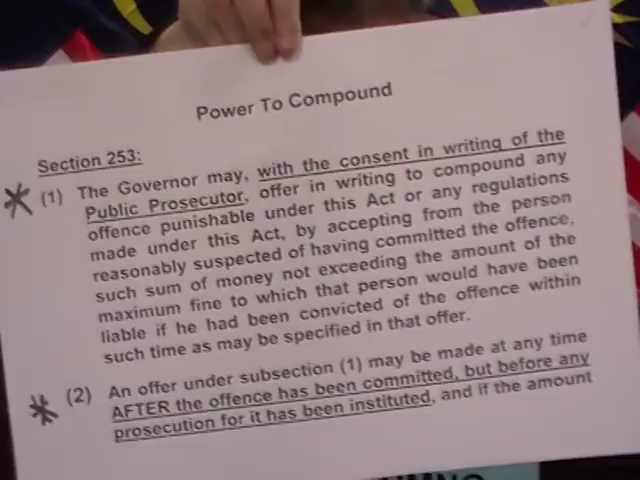 Power To Compound
Section 253:
(1) The Governor may, with the consent in writing of the
Public Prosecutor, offer in writing to compound any
offence punishable under this Act or any regulations
made under this Act, by accepting from the person
reasonably suspected of having committed the offence,
such sum of money not exceeding the amount of the
maximum fine to which that person would have been
liable if he had been convicted of the offence within
such time as may be specified in that offer.
(2) An offer under subsection (1) may be made at any time
AFTER the offence has been committed, but before any
prosecution for it has been instituted, and if the amount